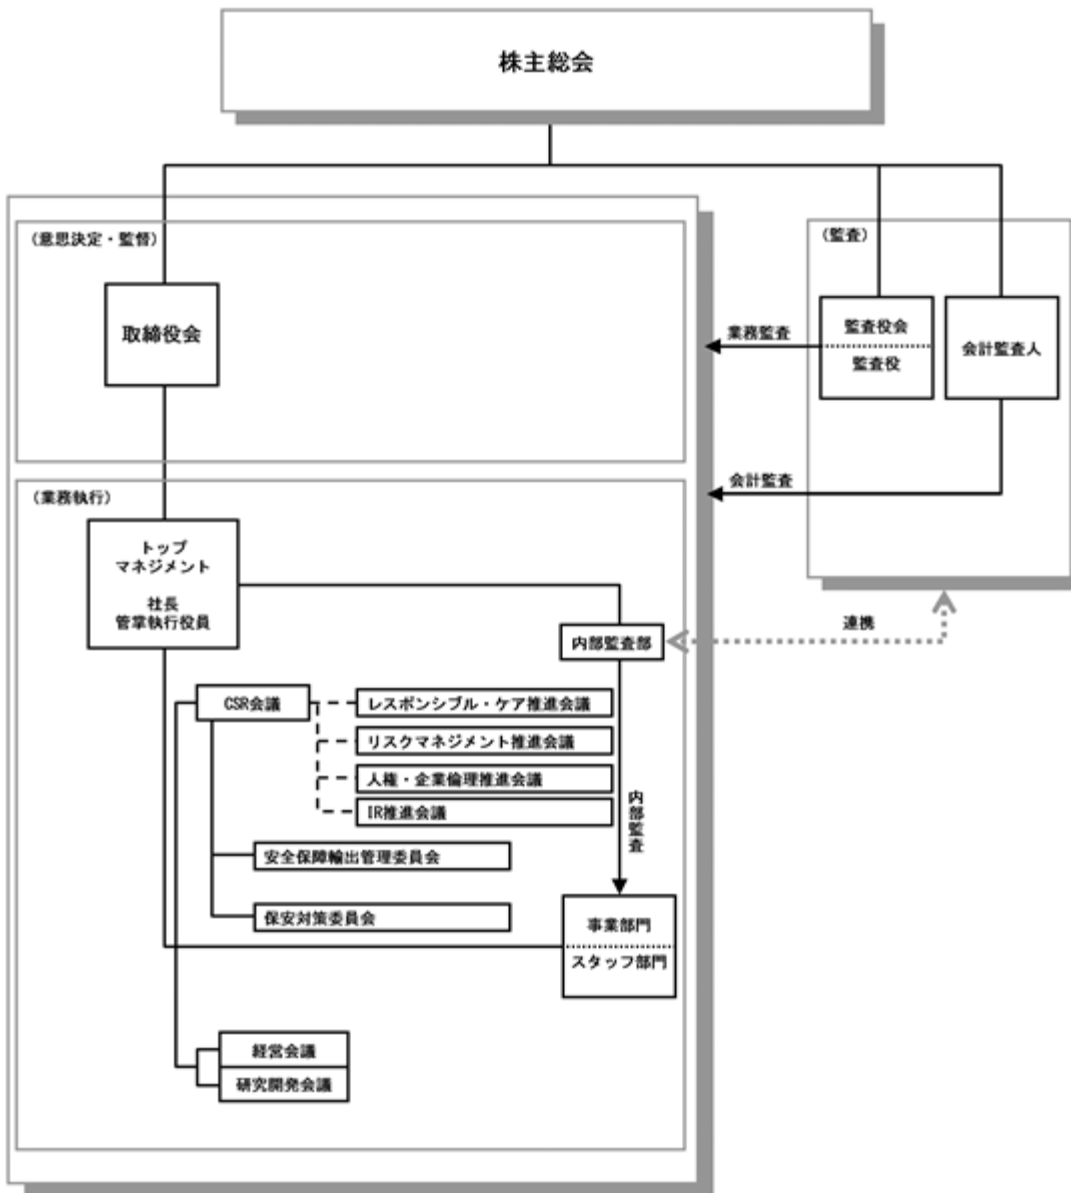 株主総会
（意思決定・監督）
取締役会
（監査）
監査役会
監査役
会計監査人
業務監査
会計監査
（業務執行）
トップ
マネジメント
社長
管掌執行役員
内部監査部
連携
CSR会議
レスポンシブル・ケア推進会議
リスクマネジメント推進会議
人権・企業倫理推進会議
IR推進会議
内部監査
安全保障輸出管理委員会
保安対策委員会
事業部門
スタッフ部門
経営会議
研究開発会議